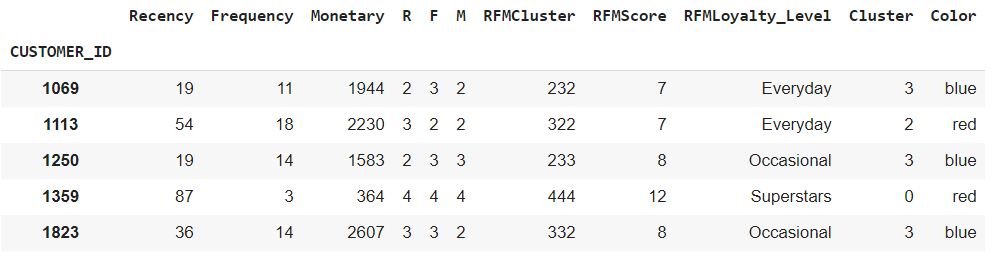 Recency Frequency Monetary R F M RFMCluster RFMScore RFMLoyalty_Level Cluster Color
CUSTOMER_ID
1069 19 11 1944 2 3 2 232 7 Everyday 3 blue
1113 54 18 2230 3 2 2 322 7 Everyday 2 red
1250 19 14 1583 2 3 3 233 8 Occasional 3 blue
1359 87 3 364 4 4 4 444 12 Superstars 0 red
1823 36 14 2607 3 3 2 332 8 Occasional 3 blue